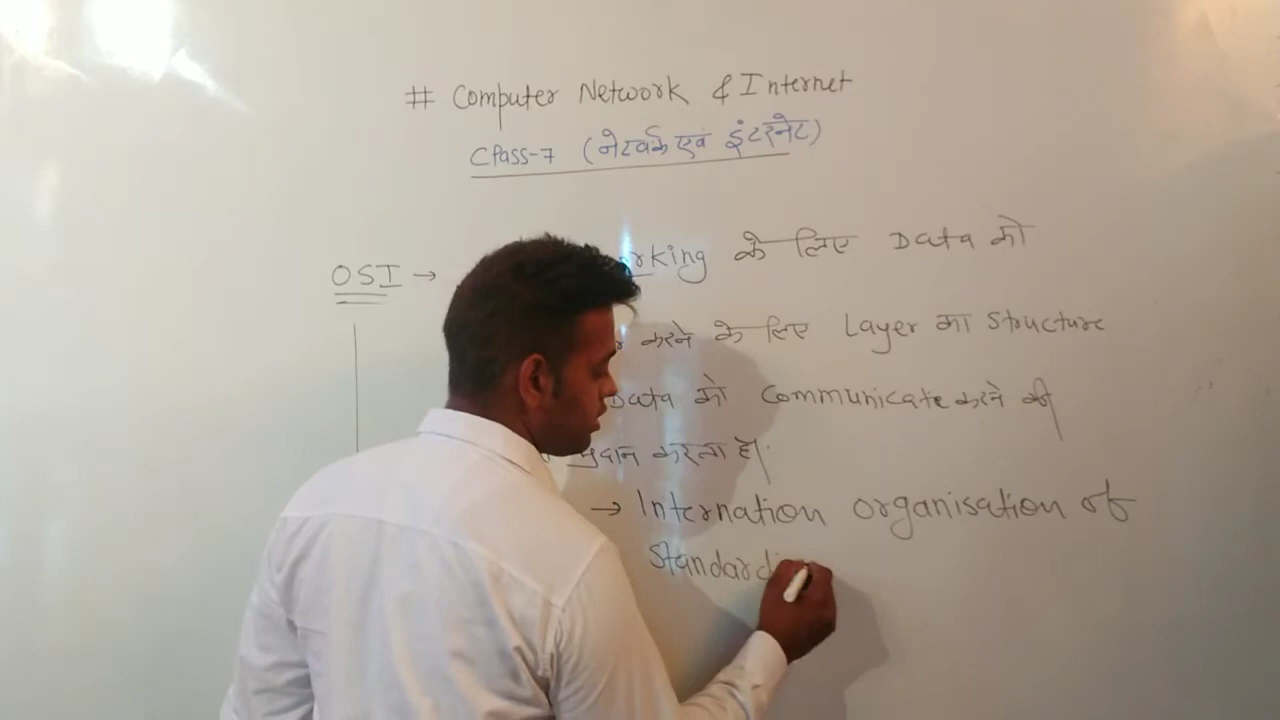 # Computer Network & Internet
Class-7 (नेटवर्क एवं इंटरनेट)
OSI → rking के लिए Data को
करने के लिए Layer का Structure
Data को Communicate करने की
प्रदान करता है।
→ Internation organisation of
Standard